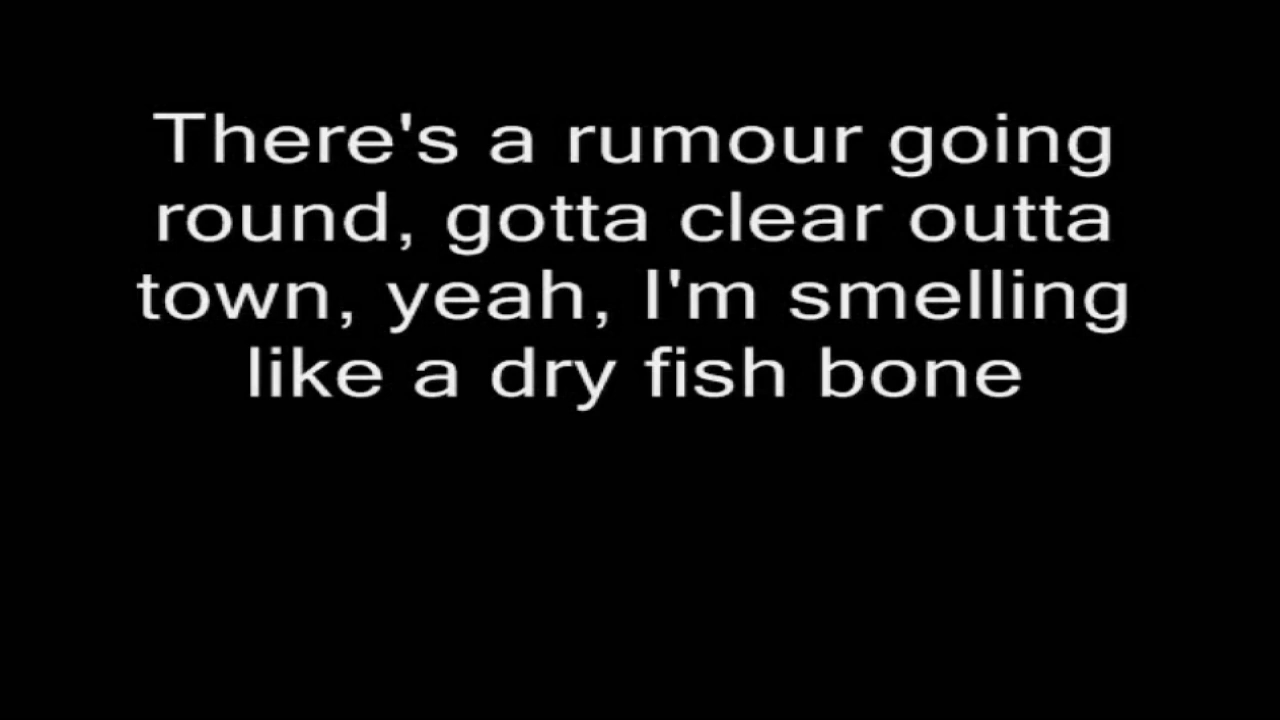 There's a rumour going
round, gotta clear outta
town, yeah, I'm smelling
like a dry fish bone